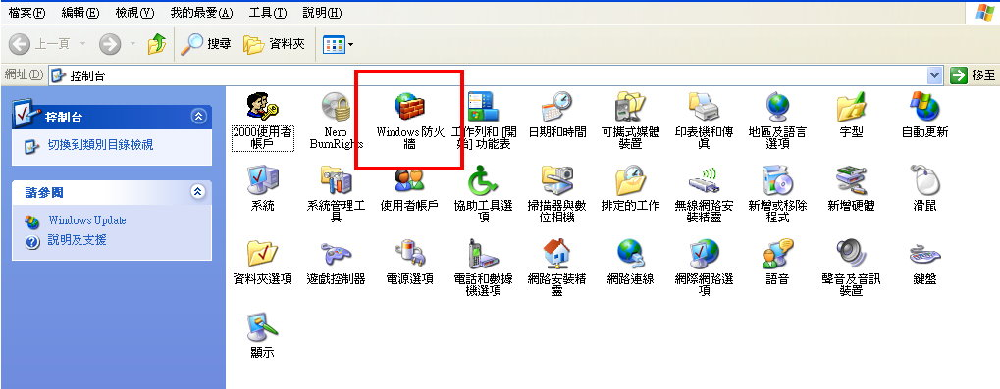 檔案(F) 編輯(E) 檢視(V) 我的最愛(A) 工具(T) 說明(H)
上一頁 搜尋 資料夾
網址(D) 控制台 移至
控制台
切換到類別目錄檢視
請參閱
Windows Update
說明及支援
2000使用者
帳戶
Nero
BurnRights
Windows 防火
牆
工作列和 [開
始] 功能表
日期和時間
可攜式媒體
裝置
印表機和傳
真
地區及語言
選項
字型
自動更新
系統
系統管理工
具
使用者帳戶
協助工具選
項
掃描器與數
位相機
排定的工作
無線網路安
裝精靈
新增或移除
程式
新增硬體
滑鼠
資料夾選項
遊戲控制器
電源選項
電話和數據
機選項
網路安裝精
靈
網路連線
網際網路選
項
語音
聲音及音訊
裝置
鍵盤
顯示